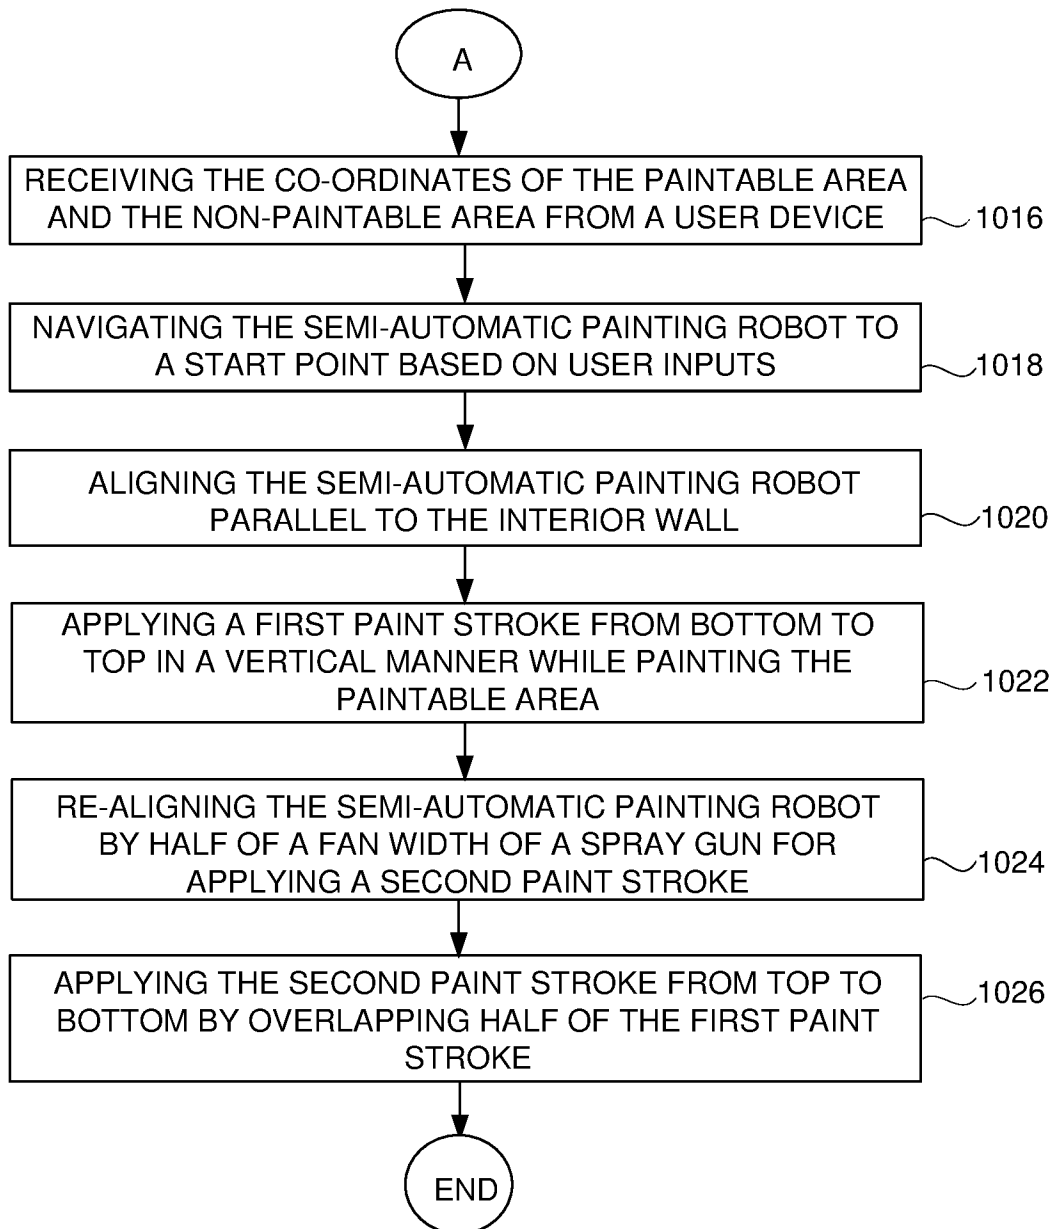 A
RECEIVING THE CO-ORDINATES OF THE PAINTABLE AREA
AND THE NON-PAINTABLE AREA FROM A USER DEVICE
1016
NAVIGATING THE SEMI-AUTOMATIC PAINTING ROBOT TO
A START POINT BASED ON USER INPUTS
1018
ALIGNING THE SEMI-AUTOMATIC PAINTING ROBOT
PARALLEL TO THE INTERIOR WALL
1020
APPLYING A FIRST PAINT STROKE FROM BOTTOM TO
TOP IN A VERTICAL MANNER WHILE PAINTING THE
PAINTABLE AREA
1022
RE-ALIGNING THE SEMI-AUTOMATIC PAINTING ROBOT
BY HALF OF A FAN WIDTH OF A SPRAY GUN FOR
APPLYING A SECOND PAINT STROKE
1024
APPLYING THE SECOND PAINT STROKE FROM TOP TO
BOTTOM BY OVERLAPPING HALF OF THE FIRST PAINT
STROKE
1026
END